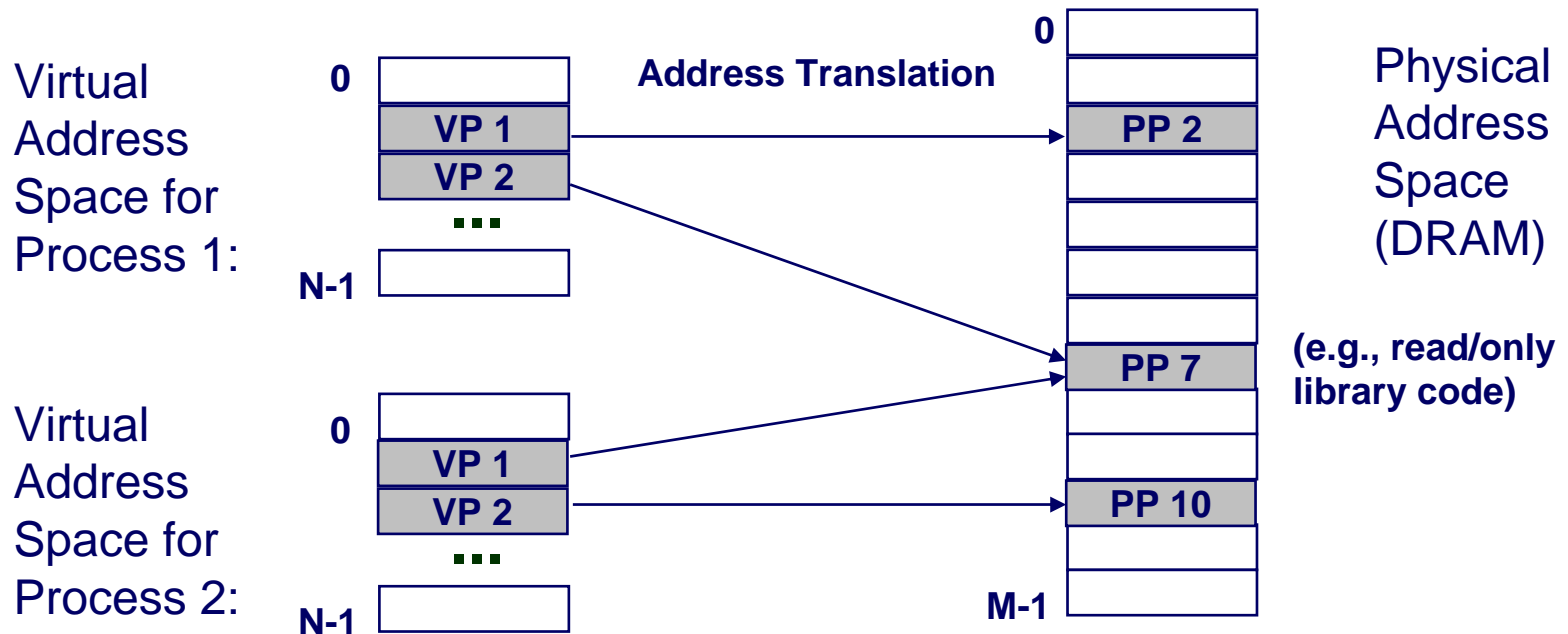 Virtual
Address
Space for
Process 1:
0
VP 1
VP 2
...
N-1
Address Translation
0
PP 2
PP 7
PP 10
M-1
Physical
Address
Space
(DRAM)
(e.g., read/only
library code)
Virtual
Address
Space for
Process 2:
0
VP 1
VP 2
...
N-1